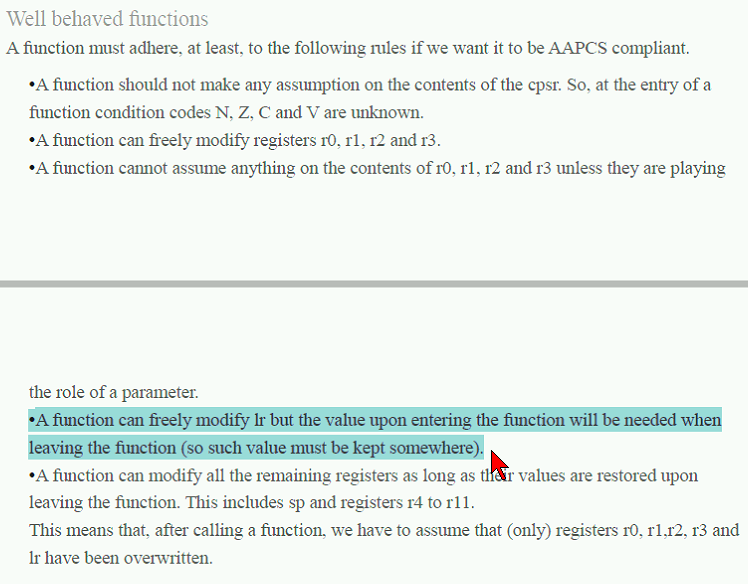 Well behaved functions
A function must adhere, at least, to the following rules if we want it to be AAPCS compliant.
•A function should not make any assumption on the contents of the cpsr. So, at the entry of a
function condition codes N, Z, C and V are unknown.
•A function can freely modify registers r0, r1, r2 and r3.
•A function cannot assume anything on the contents of r0, r1, r2 and r3 unless they are playing
the role of a parameter.
•A function can freely modify lr but the value upon entering the function will be needed when
leaving the function (so such value must be kept somewhere).
•A function can modify all the remaining registers as long as their values are restored upon
leaving the function. This includes sp and registers r4 to r11.
This means that, after calling a function, we have to assume that (only) registers r0, r1,r2, r3 and
lr have been overwritten.